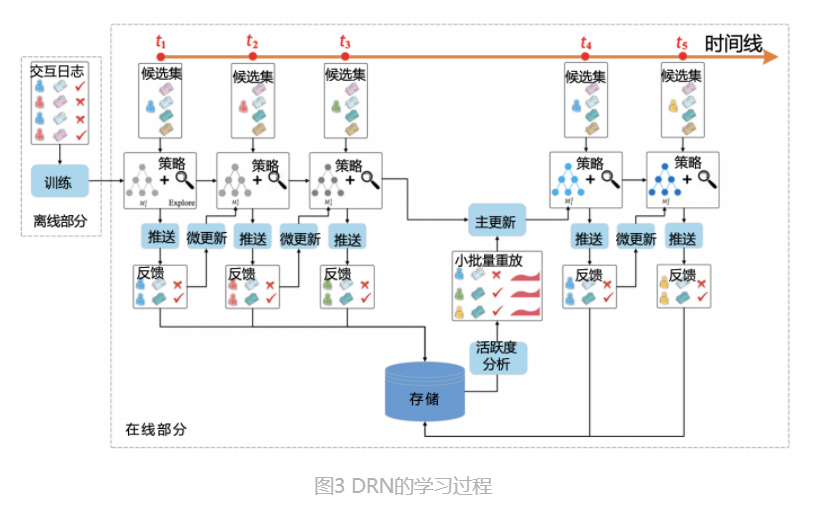 t1
t2
t3
t4
t5
时间线
交互日志
候选集
候选集
候选集
候选集
候选集
训练
策略
Explore
策略
策略
策略
策略
离线部分
推送
微更新
推送
微更新
推送
主更新
推送
微更新
推送
反馈
反馈
反馈
小批量重放
反馈
反馈
活跃度
分析
存储
在线部分
图3 DRN的学习过程